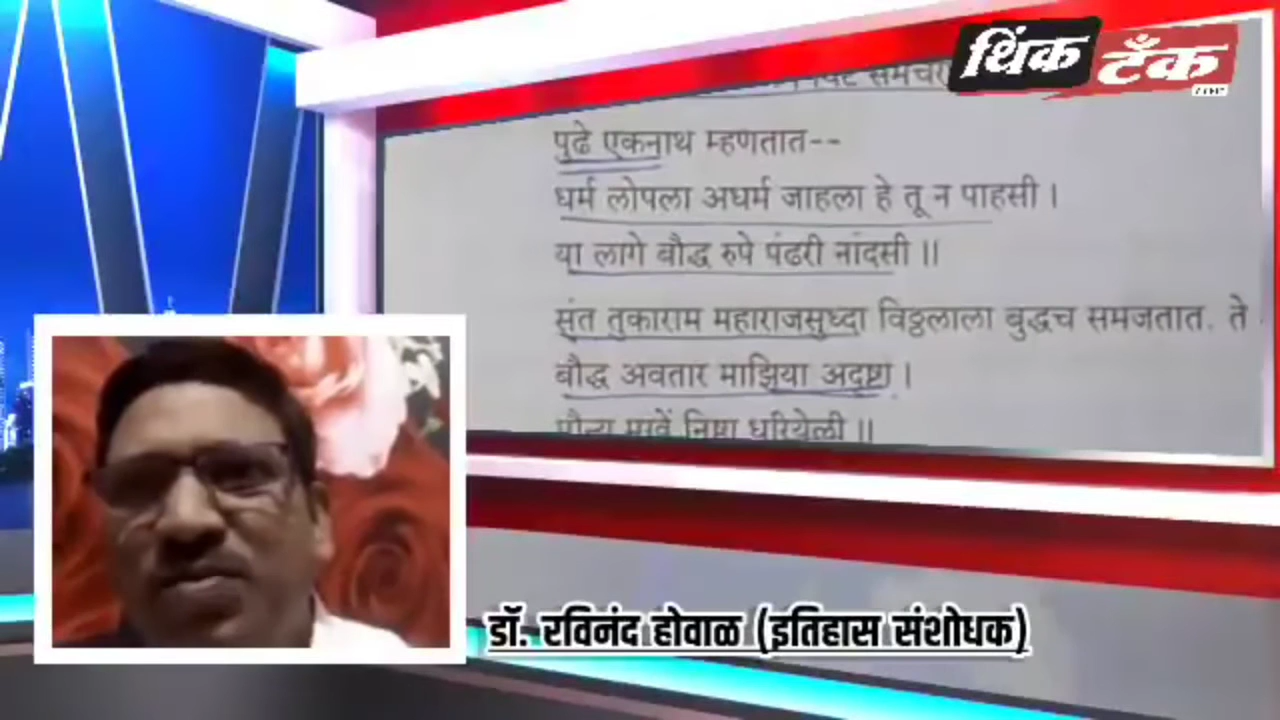 थिंक टँक
पुढे एकनाथ म्हणतात--
धर्म लोपला अधर्म जाहला हे तू न पाहसी ।
या लागे बौद्ध रुपे पंढरी नांदसी ॥
संत तुकाराम महाराजसुध्दा विठ्ठलाला बुद्धच समजतात. ते
बौद्ध अवतार माझिया अदृष्टा ।
धरियेली ॥
डॉ. रविनंद होवाळ (इतिहास संशोधक)